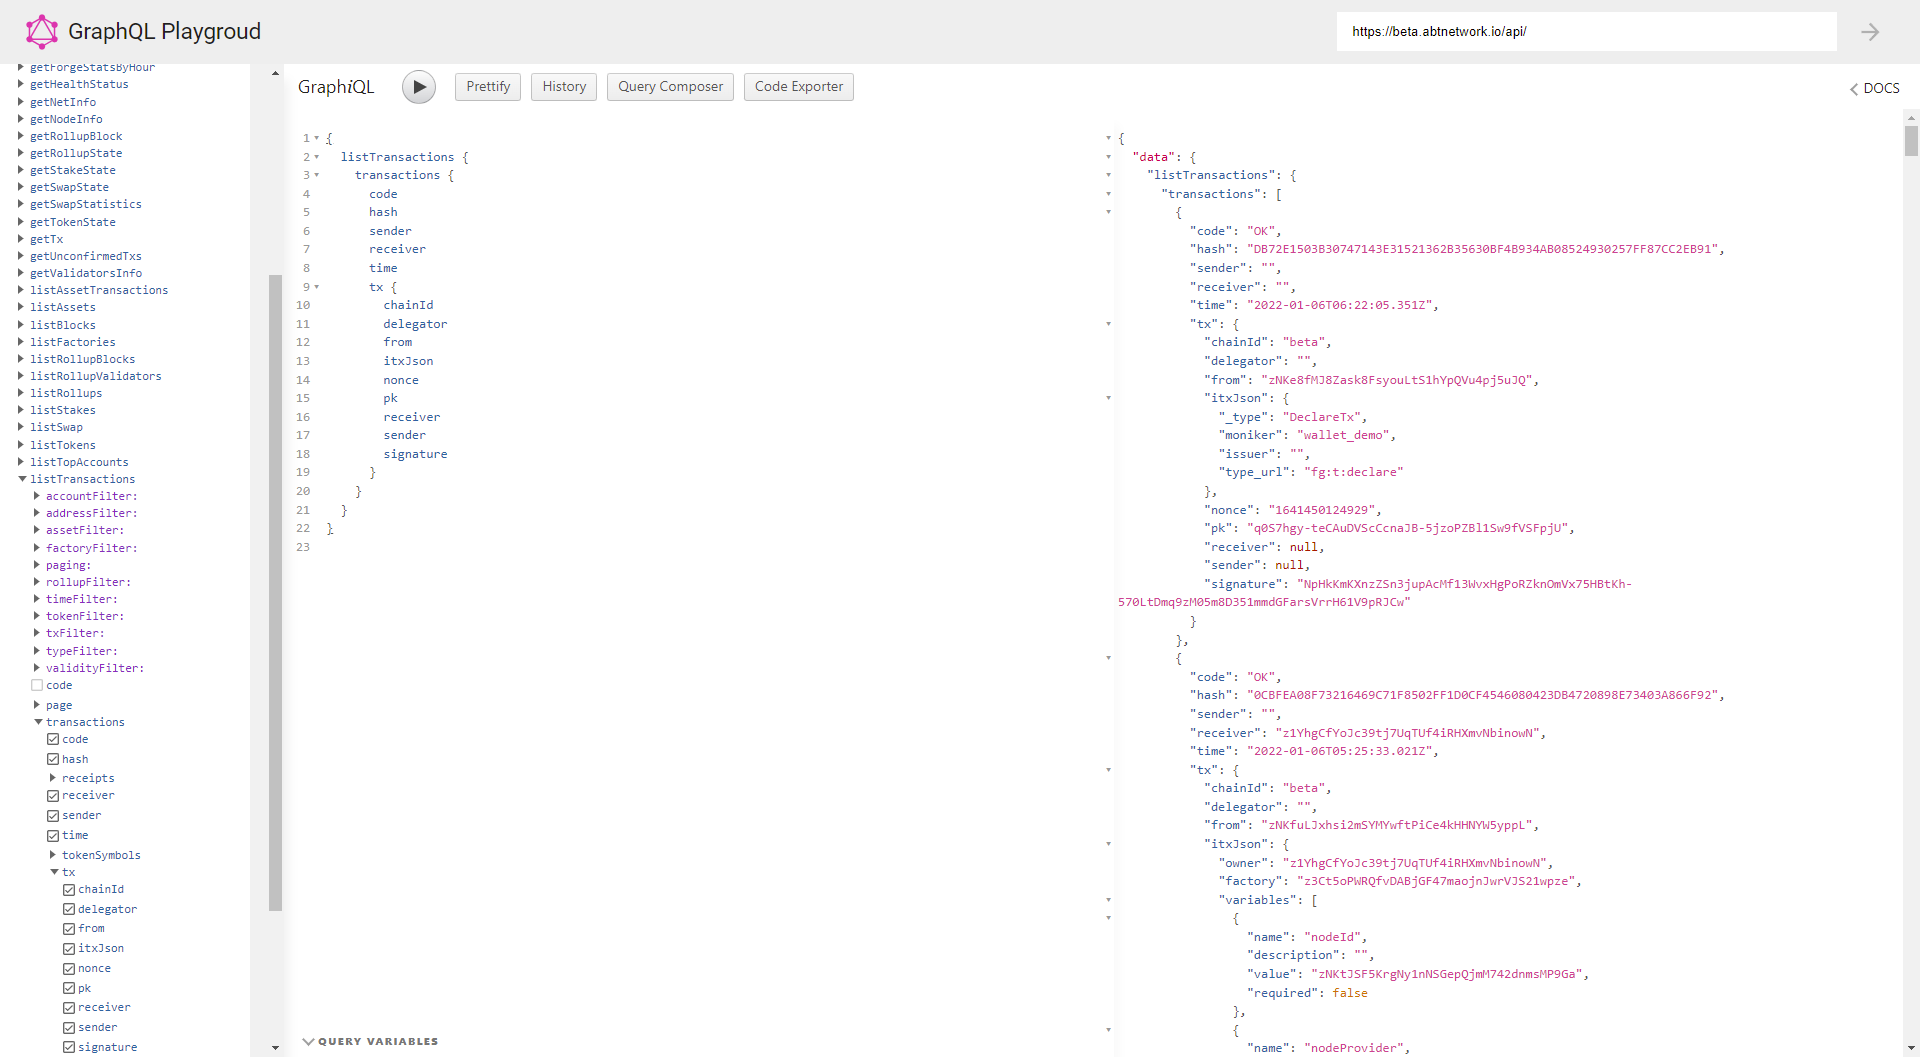 GraphQL Playgroud
https://beta.abtnetwork.io/api/
getForgeStatsByHour
getHealthStatus
getNetInfo
getNodeInfo
getRollupBlock
getRollupState
getStakeState
getSwapState
getSwapStatistics
getTokenState
getTx
getUnconfirmedTxs
getValidatorsInfo
listAssetTransactions
listAssets
listBlocks
listFactories
listRollupBlocks
listRollupValidators
listRollups
listStakes
listSwap
listTokens
listTopAccounts
listTransactions
accountFilter:
addressFilter:
assetFilter:
factoryFilter:
paging:
rollupFilter:
timeFilter:
tokenFilter:
txFilter:
typeFilter:
validityFilter:
code
page
transactions
code
hash
receipts
receiver
sender
time
tokenSymbols
tx
chainId
delegator
from
itxJson
nonce
pk
receiver
sender
signature
GraphiQL
Prettify
History
Query Composer
Code Exporter
DOCS
1 {
2 listTransactions {
3 transactions {
4 code
5 hash
6 sender
7 receiver
8 time
9 tx {
10 chainId
11 delegator
12 from
13 itxJson
14 nonce
15 pk
16 receiver
17 sender
18 signature
19 }
20 }
21 }
22 }
23
QUERY VARIABLES
{
"data": {
"listTransactions": {
"transactions": [
{
"code": "OK",
"hash": "DB72E1503B30747143E31521362B35630BF4B934AB08524930257FF87CC2EB91",
"sender": "",
"receiver": "",
"time": "2022-01-06T06:22:05.351Z",
"tx": {
"chainId": "beta",
"delegator": "",
"from": "zNKe8fMJ8Zask8FsyouLtS1hYpQVu4pj5uJQ",
"itxJson": {
"_type": "DeclareTx",
"moniker": "wallet_demo",
"issuer": "",
"type_url": "fg:t:declare"
},
"nonce": "1641450124929",
"pk": "q0S7hgy-teCAuDVScCcnaJB-5jzoPZBl1Sw9fVSFpjU",
"receiver": null,
"sender": null,
"signature": "NpHkKmKXnzZSn3jupAcMf13WvxHgPoRZknOmVx75HBtKh-
570LtDmq9zM05m8D351mmdGFarsVrrH61V9pRJCw"
}
},
{
"code": "OK",
"hash": "0CBFEA08F73216469C71F8502FF1D0CF4546080423DB4720898E73403A866F92",
"sender": "",
"receiver": "z1YhgCfYoJc39tj7UqTUf4iRHXmvNbinowN",
"time": "2022-01-06T05:25:33.021Z",
"tx": {
"chainId": "beta",
"delegator": "",
"from": "zNKfuLJxhsi2mSYMYwftPiCe4kHHNYW5yppL",
"itxJson": {
"owner": "z1YhgCfYoJc39tj7UqTUf4iRHXmvNbinowN",
"factory": "z3Ct5oPWRQfvDABjGF47maojnJwrVJS21wpze",
"variables": [
{
"name": "nodeId",
"description": "",
"value": "zNKtJSF5KrgNy1nNSGepQjmM742dnmsMP9Ga",
"required": false
},
{
"name": "nodeProvider",